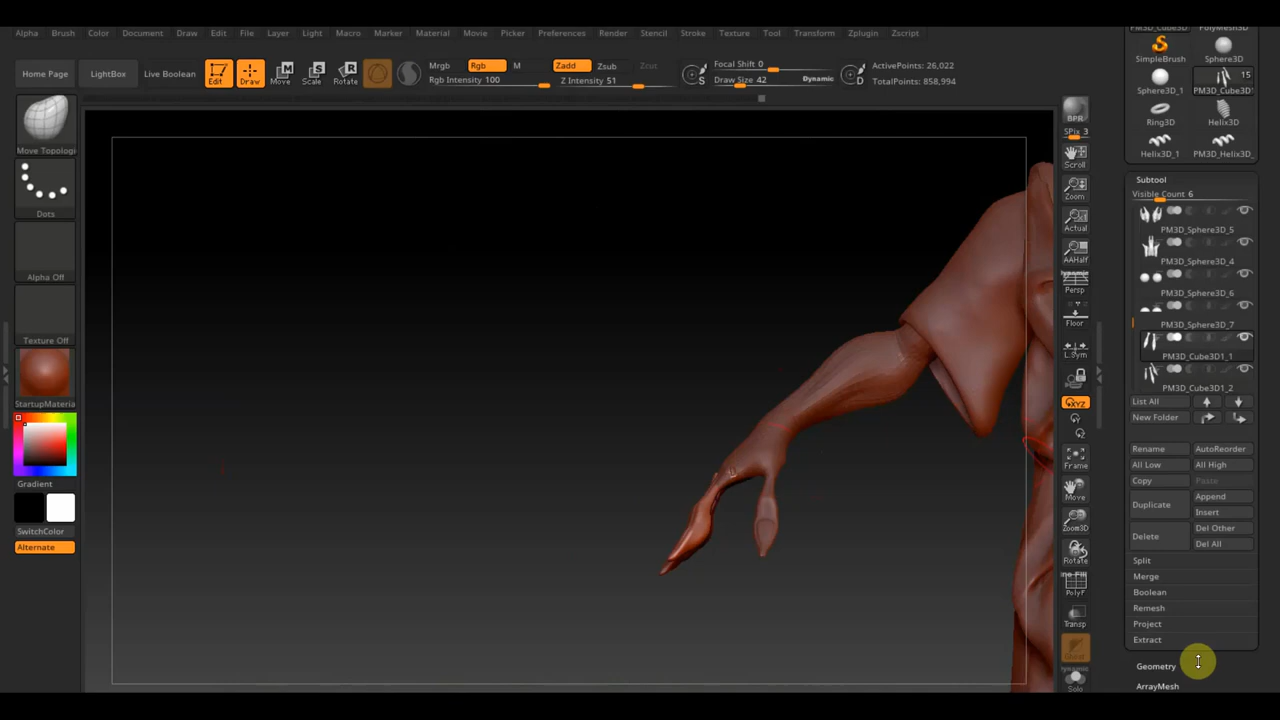 Alpha Brush Color Document Draw Edit File Layer Light Macro Marker Material Movie Picker Preferences Render Stencil Stroke Texture Tool Transform Zplugin Zscript
Home Page LightBox Live Boolean Edit Draw Move Scale Rotate
Mrgb Rgb M Zadd Zsub Zcut
Rgb Intensity 100 Z Intensity 51
Focal Shift 0
Draw Size 42 Dynamic
ActivePoints: 26,022
TotalPoints: 858,994
S
D
Move Topologi
Dots
Alpha Off
Texture Off
StartupMateria
Gradient
SwitchColor
Alternate
BPR
SPix 3
Scroll
Zoom
Actual
AAHalf
Persp
Floor
L.Sym
XYZ
Frame
Move
Zoom3D
Rotate
PolyF
Transp
Ghost
Solo
PM3D_Cube3D PolyMesh3D
SimpleBrush Sphere3D
15
Sphere3D_1 PM3D_Cube3D1
Ring3D Helix3D
Helix3D_1 PM3D_Helix3D_
Subtool
Visible Count 6
PM3D_Sphere3D_5
PM3D_Sphere3D_4
PM3D_Sphere3D_6
PM3D_Sphere3D_7
PM3D_Cube3D1_1
PM3D_Cube3D1_2
List All
New Folder
Rename AutoReorder
All Low All High
Copy Paste
Duplicate Append
Insert
Delete Del Other
Del All
Split
Merge
Boolean
Remesh
Project
Extract
Geometry
ArrayMesh